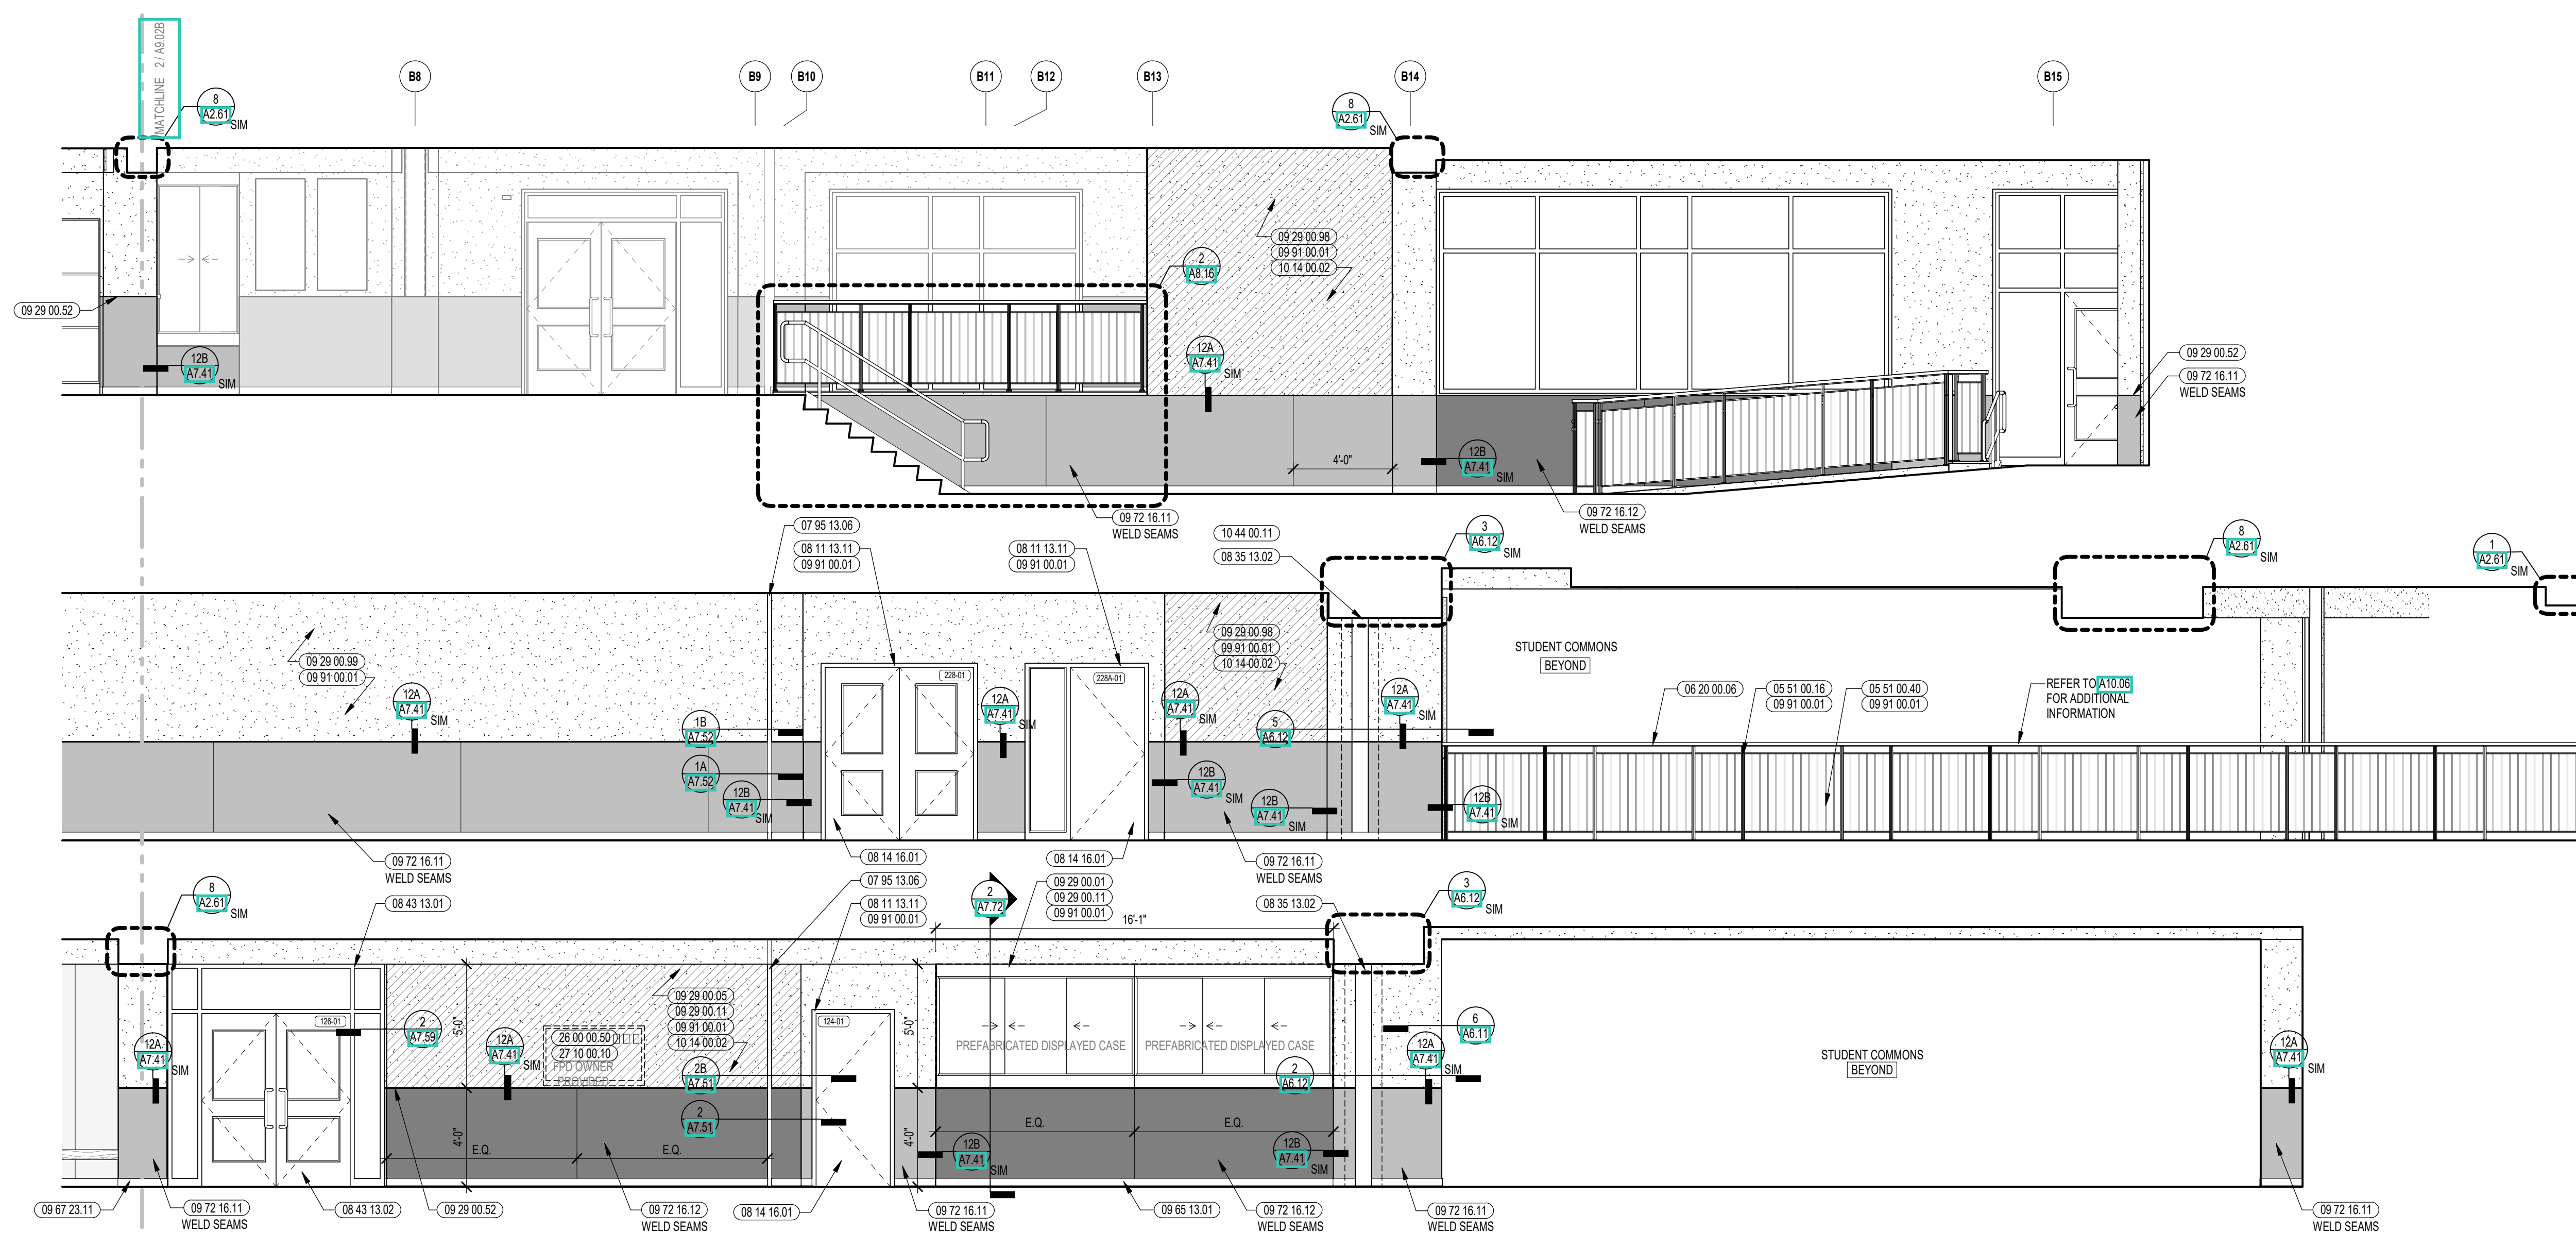 MATCHLINE 2 / A9.02B
8
A2.61
SIM
B8
B9
B10
B11
B12
B13
B14
B15
8
A2.61
SIM
09 29 00.52
12B
A7.41
SIM
2
A8.16
09 29 00.98
09 91 00.01
10 14 00.02
12A
A7.41
SIM
4'-0"
12B
A7.41
SIM
09 29 00.52
09 72 16.11
WELD SEAMS
09 72 16.11
WELD SEAMS
09 72 16.12
WELD SEAMS
07 95 13.06
08 11 13.11
09 91 00.01
08 11 13.11
09 91 00.01
10 44 00.11
08 35 13.02
3
A6.12
SIM
8
A2.61
SIM
1
A2.61
SIM
09 29 00.99
09 91 00.01
12A
A7.41
SIM
1B
A7.52
1A
A7.52
12B
A7.41
SIM
228-01
12A
A7.41
SIM
228A-01
09 29 00.98
09 91 00.01
10 14 00.02
12A
A7.41
SIM
5
A6.12
12A
A7.41
SIM
12B
A7.41
SIM
12B
A7.41
SIM
12B
A7.41
SIM
STUDENT COMMONS
BEYOND
06 20 00.06
05 51 00.16
09 91 00.01
05 51 00.40
09 91 00.01
REFER TO A10.06
FOR ADDITIONAL
INFORMATION
09 72 16.11
WELD SEAMS
08 14 16.01
08 14 16.01
09 72 16.11
WELD SEAMS
8
A2.61
SIM
08 43 13.01
07 95 13.06
08 11 13.11
09 91 00.01
2
A7.72
09 29 00.01
09 29 00.11
09 91 00.01
16'-1"
08 35 13.02
3
A6.12
SIM
12A
A7.41
SIM
126-01
2
A7.59
5'-0"
12A
A7.41
SIM
26 00 00.50
27 10 00.10
FPD OWNER
PROVIDED
09 29 00.05
09 29 00.11
09 91 00.01
10 14 00.02
2B
A7.51
2
A7.51
124-01
5'-0"
PREFABRICATED DISPLAYED CASE
PREFABRICATED DISPLAYED CASE
2
A6.12
6
A6.11
12A
A7.41
SIM
STUDENT COMMONS
BEYOND
12A
A7.41
SIM
4'-0"
E.Q.
E.Q.
4'-0"
E.Q.
E.Q.
12B
A7.41
SIM
12B
A7.41
SIM
09 67 23.11
09 72 16.11
WELD SEAMS
08 43 13.02
09 29 00.52
09 72 16.12
WELD SEAMS
08 14 16.01
09 72 16.11
WELD SEAMS
09 65 13.01
09 72 16.12
WELD SEAMS
09 72 16.11
WELD SEAMS
09 72 16.11
WELD SEAMS